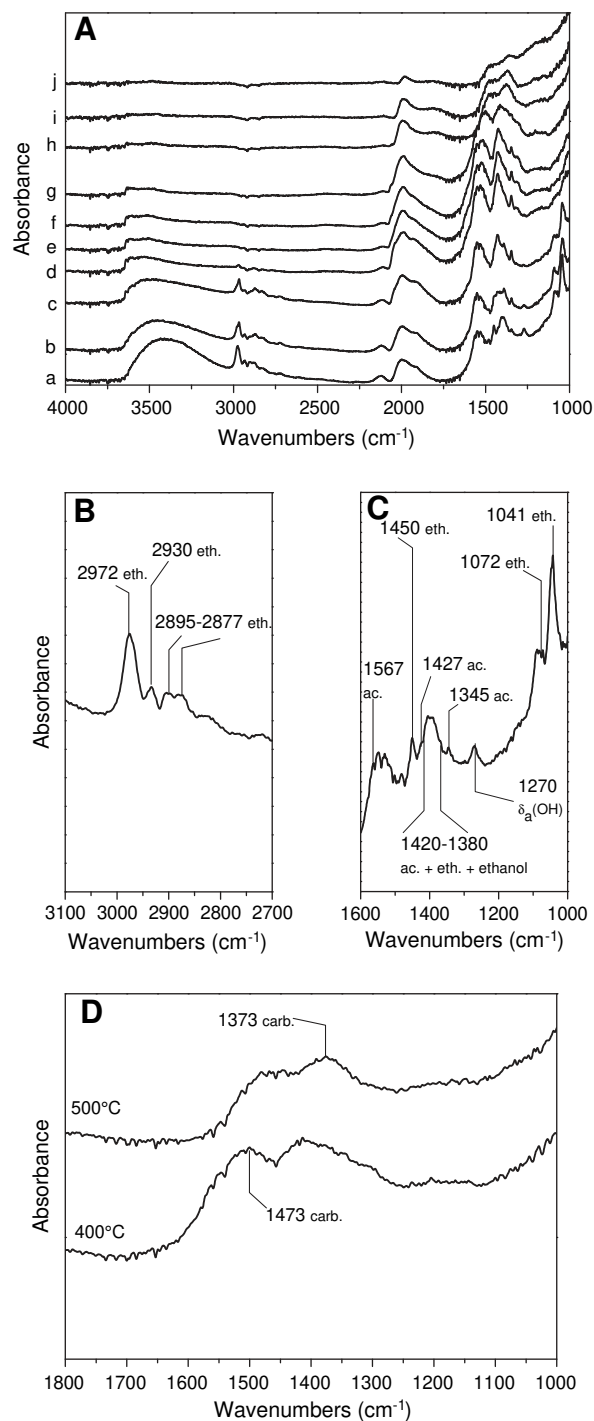 A
Absorbance
j
i
h
g
f
e
d
c
b
a
4000 3500 3000 2500 2000 1500 1000
Wavenumbers (cm-1)
B
2972 eth.
2930 eth.
2895-2877 eth.
Absorbance
3100 3000 2900 2800 2700
Wavenumbers (cm-1)
C
1450 eth.
1041 eth.
1072 eth.
1567
ac.
1427 ac.
1345 ac.
1270
δa(OH)
1420-1380
ac. + eth. + ethanol
1600 1400 1200 1000
Wavenumbers (cm-1)
D
1373 carb.
500°C
1473 carb.
400°C
Absorbance
1800 1700 1600 1500 1400 1300 1200 1100 1000
Wavenumbers (cm-1)